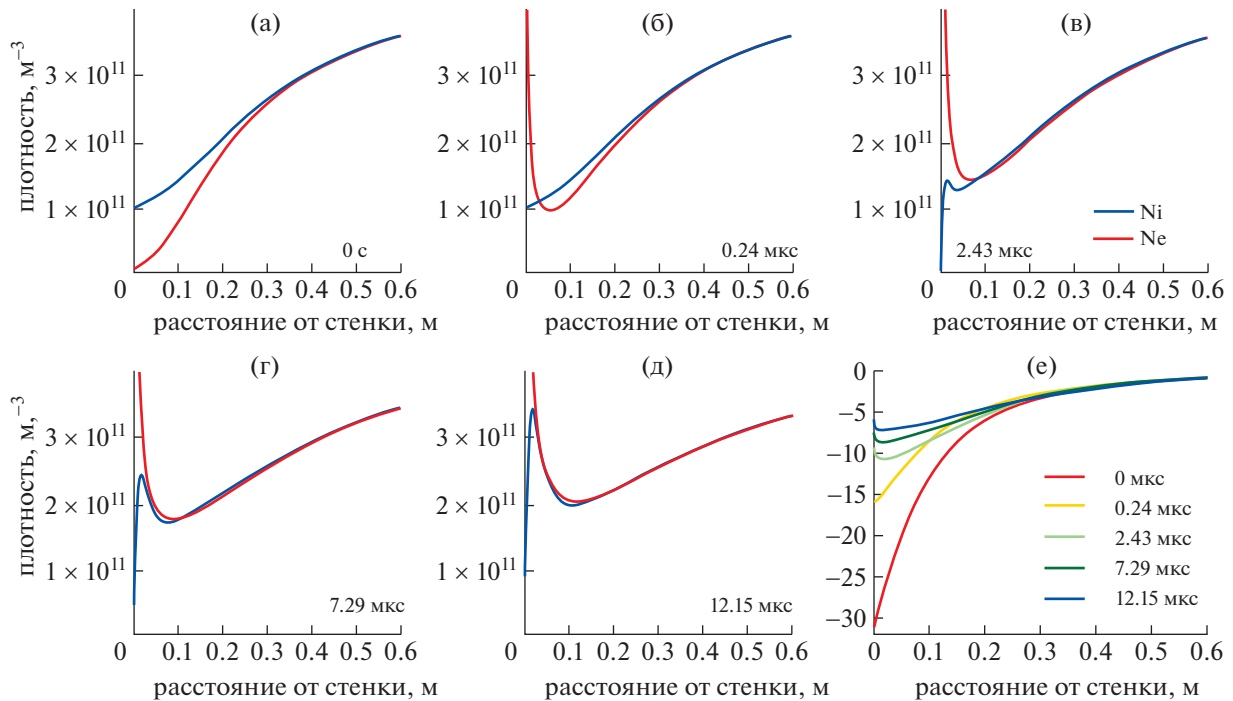 (а)
плотность, м⁻³
3 × 10¹¹
2 × 10¹¹
1 × 10¹¹
0 с
0 0.1 0.2 0.3 0.4 0.5 0.6
расстояние от стенки, м
(б)
3 × 10¹¹
2 × 10¹¹
1 × 10¹¹
0.24 мкс
0 0.1 0.2 0.3 0.4 0.5 0.6
расстояние от стенки, м
(в)
3 × 10¹¹
2 × 10¹¹
1 × 10¹¹
Ni
Ne
2.43 мкс
0 0.1 0.2 0.3 0.4 0.5 0.6
расстояние от стенки, м
(г)
плотность, м,⁻³
3 × 10¹¹
2 × 10¹¹
1 × 10¹¹
7.29 мкс
0 0.1 0.2 0.3 0.4 0.5 0.6
расстояние от стенки, м
(д)
3 × 10¹¹
2 × 10¹¹
1 × 10¹¹
12.15 мкс
0 0.1 0.2 0.3 0.4 0.5 0.6
расстояние от стенки, м
(е)
0
−5
−10
−15
−20
−25
−30
0 мкс
0.24 мкс
2.43 мкс
7.29 мкс
12.15 мкс
0 0.1 0.2 0.3 0.4 0.5 0.6
расстояние от стенки, м